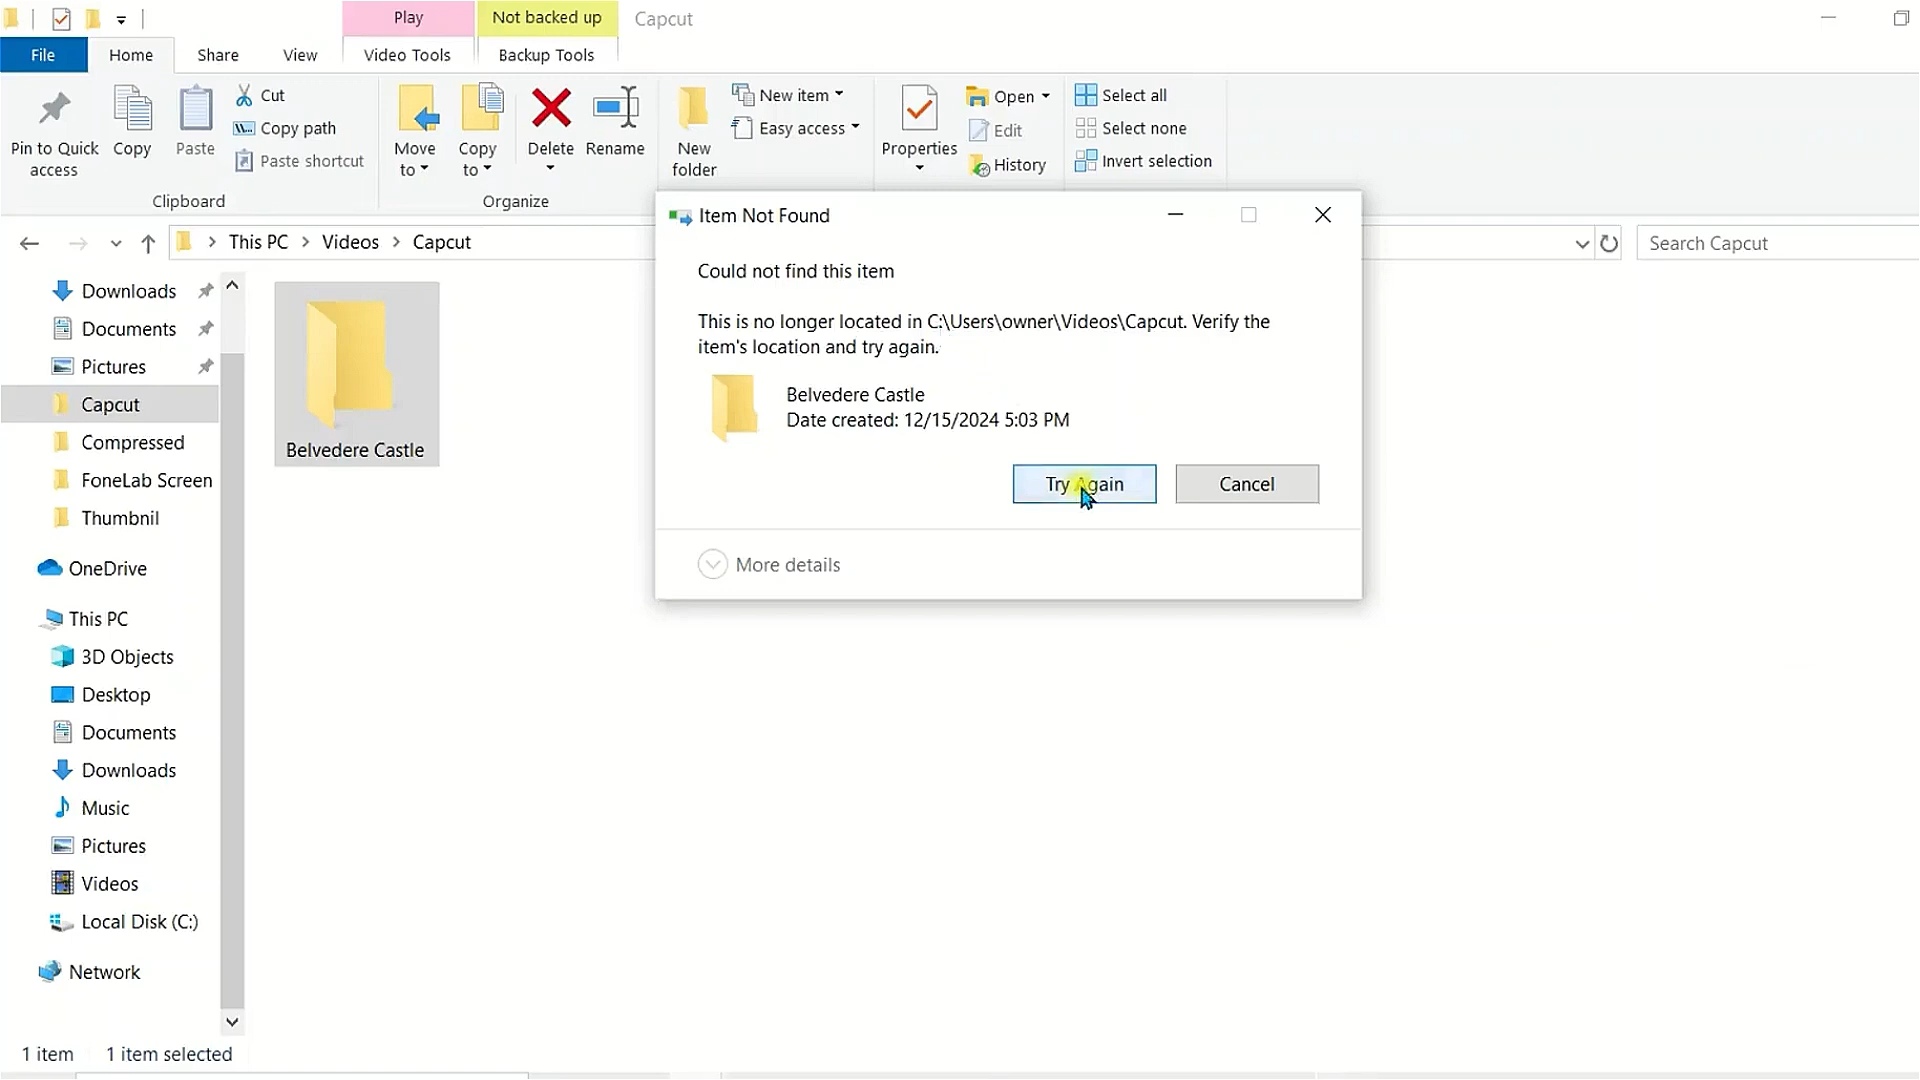 Play
Not backed up
Capcut
File
Home
Share
View
Video Tools
Backup Tools
Pin to Quick
access
Copy
Paste
Cut
Copy path
Paste shortcut
Clipboard
Move
to
Copy
to
Delete
Rename
Organize
New
folder
New item
Easy access
Properties
Open
Edit
History
Select all
Select none
Invert selection
This PC
Videos
Capcut
Search Capcut
Downloads
Documents
Pictures
Capcut
Compressed
FoneLab Screen
Thumbnil
OneDrive
This PC
3D Objects
Desktop
Documents
Downloads
Music
Pictures
Videos
Local Disk (C:)
Network
Belvedere Castle
Item Not Found
Could not find this item
This is no longer located in C:\Users\owner\Videos\Capcut. Verify the
item's location and try again.
Belvedere Castle
Date created: 12/15/2024 5:03 PM
Try Again
Cancel
More details
1 item
1 item selected